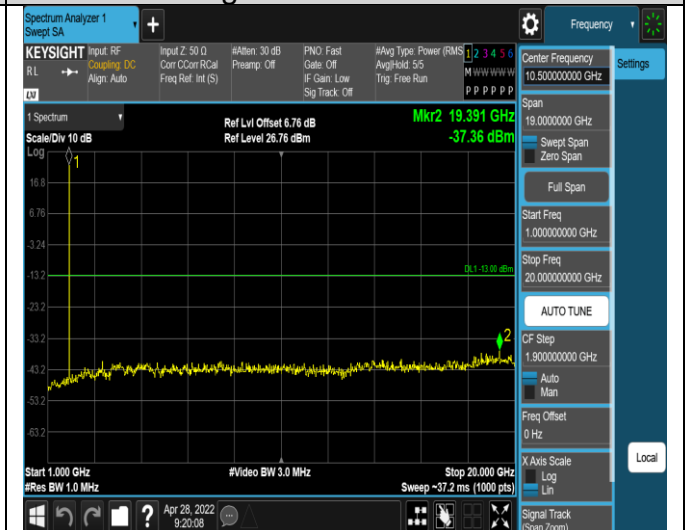 Spectrum Analyzer 1
Swept SA
+
Frequency
KEYSIGHT
RL
LXI
Input: RF
Coupling: DC
Align: Auto
Input Z: 50 Ω
Corr CCorr RCal
Freq Ref: Int (S)
#Atten: 30 dB
Preamp: Off
PNO: Fast
Gate: Off
IF Gain: Low
Sig Track: Off
#Avg Type: Power (RMS
Avg|Hold: 5/5
Trig: Free Run
1 2 3 4 5 6
M W W W W W
P P P P P P
1 Spectrum
Scale/Div 10 dB
Log
Ref Lvl Offset 6.76 dB
Ref Level 26.76 dBm
Mkr2 19.391 GHz
-37.36 dBm
1
16.8
6.76
-3.24
-13.2
DL1 -13.00 dBm
-23.2
-33.2
2
-43.2
-53.2
-63.2
Start 1.000 GHz
#Res BW 1.0 MHz
#Video BW 3.0 MHz
Stop 20.000 GHz
Sweep ~37.2 ms (1000 pts)
?
Apr 28, 2022
9:20:08
Center Frequency
10.500000000 GHz
Settings
Span
19.0000000 GHz
Swept Span
Zero Span
Full Span
Start Freq
1.000000000 GHz
Stop Freq
20.000000000 GHz
AUTO TUNE
CF Step
1.900000000 GHz
Auto
Man
Freq Offset
0 Hz
X Axis Scale
Log
Lin
Local
Signal Track
(Span Zoom)